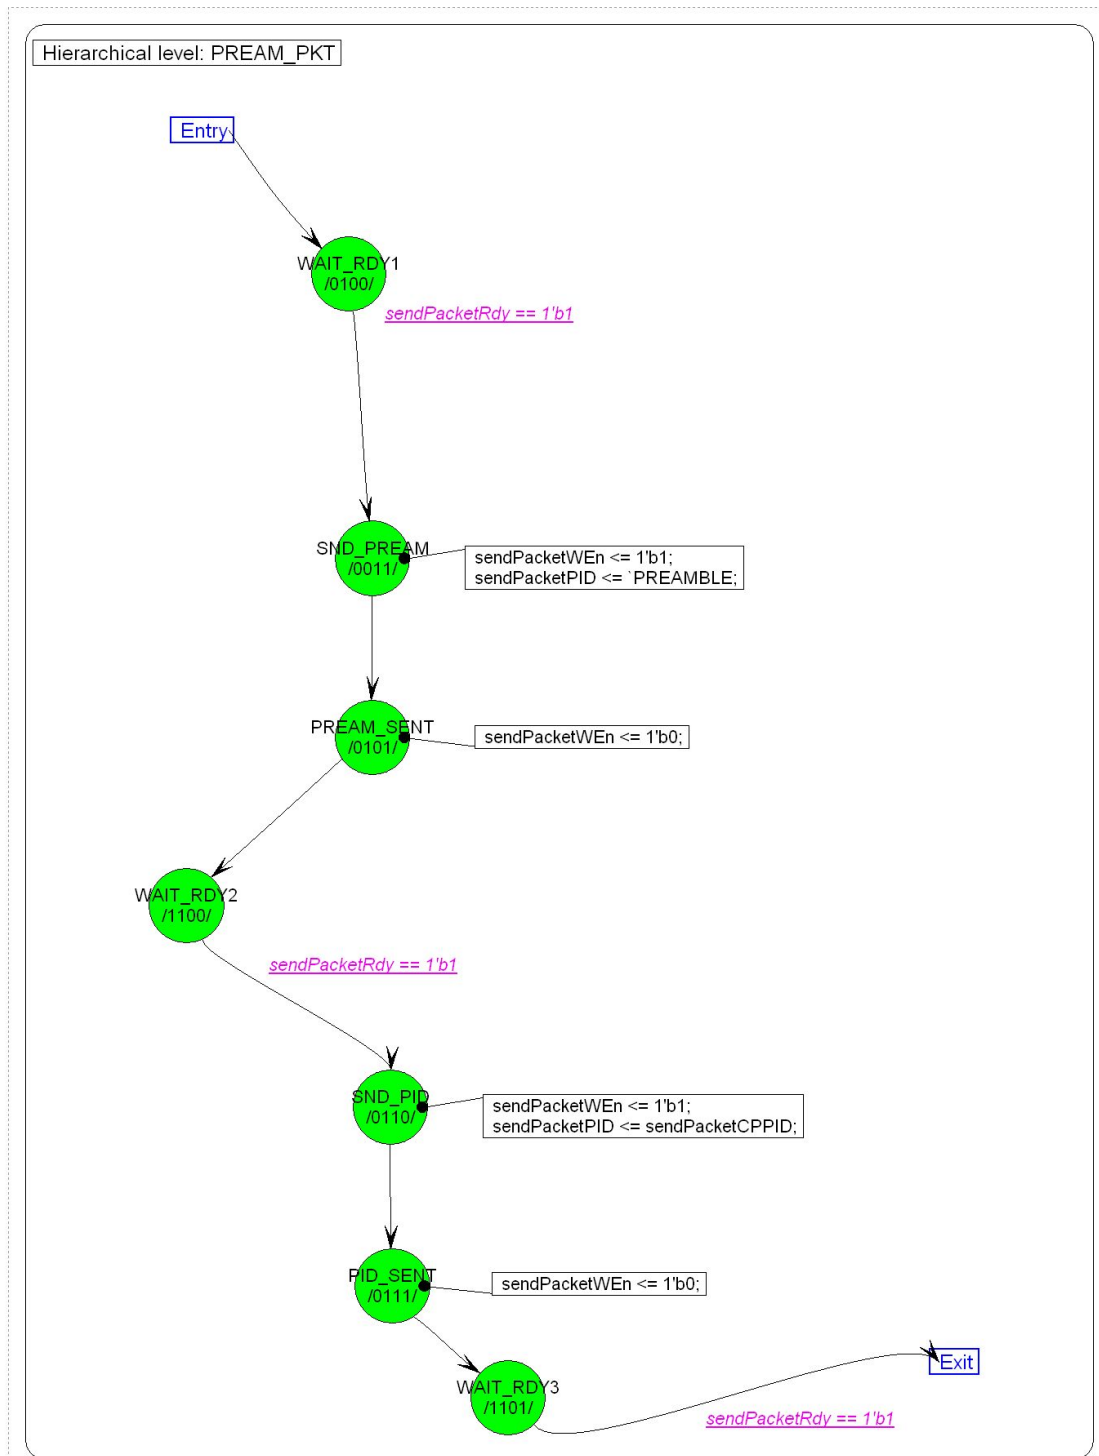 Hierarchical level: PREAM_PKT
Entry
WAIT_RDY1
/0100/
sendPacketRdy == 1'b1
SND_PREAM
/0011/
sendPacketWEn <= 1'b1;
sendPacketPID <= `PREAMBLE;
PREAM_SENT
/0101/
sendPacketWEn <= 1'b0;
WAIT_RDY2
/1100/
sendPacketRdy == 1'b1
SND_PID
/0110/
sendPacketWEn <= 1'b1;
sendPacketPID <= sendPacketCPPID;
PID_SENT
/0111/
sendPacketWEn <= 1'b0;
Exit
WAIT_RDY3
/1101/
sendPacketRdy == 1'b1